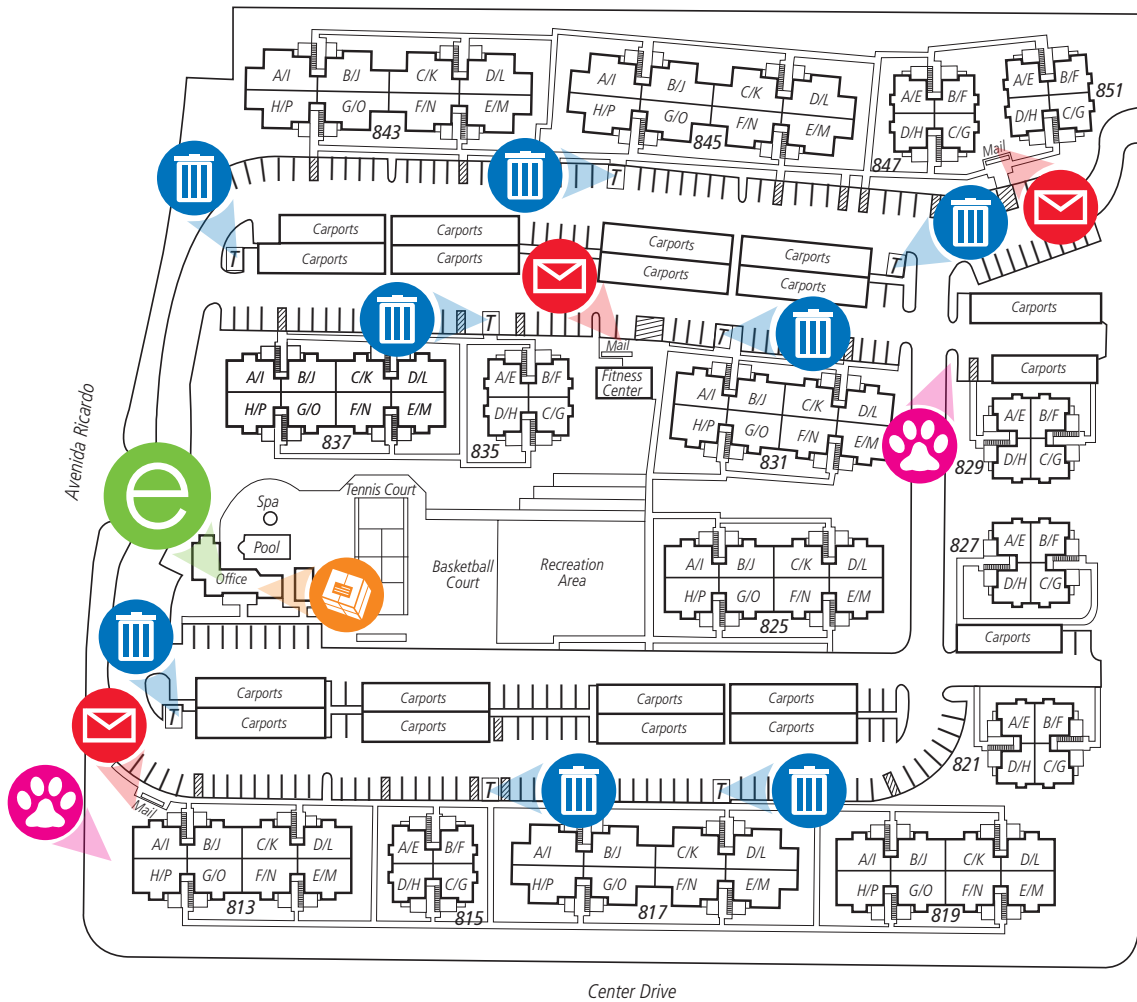 A/I B/J C/K D/L
H/P G/O F/N E/M
843
A/I B/J C/K D/L
H/P G/O F/N E/M
845
A/E B/F
D/H C/G
847
A/E B/F
D/H C/G
851
Mail
T
T
T
Carports Carports Carports Carports
Carports Carports Carports Carports
Carports
Carports
T
T
Mail
Fitness
Center
A/I B/J C/K D/L
H/P G/O F/N E/M
837
A/E B/F
D/H C/G
835
A/I B/J C/K D/L
H/P G/O F/N E/M
831
A/E B/F
D/H C/G
829
Avenida Ricardo
e
Spa
Pool
Office
Tennis Court
Basketball
Court
Recreation
Area
A/I B/J C/K D/L
H/P G/O F/N E/M
825
A/E B/F
D/H C/G
827
Carports
T
Carports Carports Carports Carports
Carports Carports Carports Carports
A/E B/F
D/H C/G
821
Mail
T
T
A/I B/J C/K D/L
H/P G/O F/N E/M
813
A/E B/F
D/H C/G
815
A/I B/J C/K D/L
H/P G/O F/N E/M
817
A/I B/J C/K D/L
H/P G/O F/N E/M
819
Center Drive